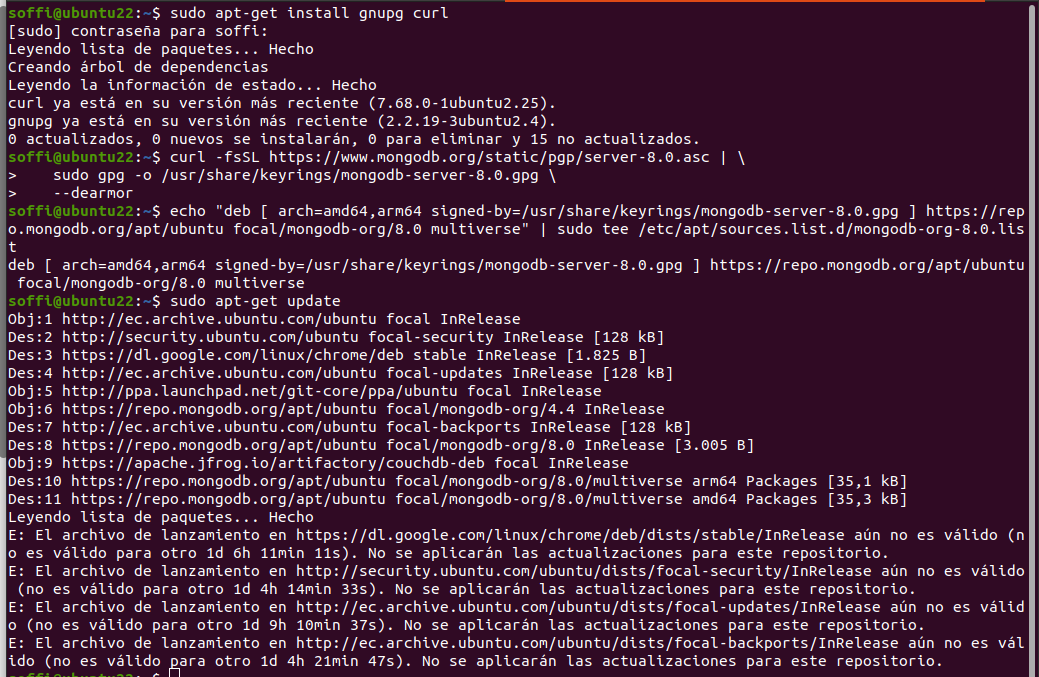 soffi@ubuntu22:~$ sudo apt-get install gnupg curl
[sudo] contraseña para soffi:
Leyendo lista de paquetes... Hecho
Creando árbol de dependencias
Leyendo la información de estado... Hecho
curl ya está en su versión más reciente (7.68.0-1ubuntu2.25).
gnupg ya está en su versión más reciente (2.2.19-3ubuntu2.4).
0 actualizados, 0 nuevos se instalarán, 0 para eliminar y 15 no actualizados.
soffi@ubuntu22:~$ curl -fsSL https://www.mongodb.org/static/pgp/server-8.0.asc | \
>    sudo gpg -o /usr/share/keyrings/mongodb-server-8.0.gpg \
>    --dearmor
soffi@ubuntu22:~$ echo "deb [ arch=amd64,arm64 signed-by=/usr/share/keyrings/mongodb-server-8.0.gpg ] https://rep
o.mongodb.org/apt/ubuntu focal/mongodb-org/8.0 multiverse" | sudo tee /etc/apt/sources.list.d/mongodb-org-8.0.lis
t
deb [ arch=amd64,arm64 signed-by=/usr/share/keyrings/mongodb-server-8.0.gpg ] https://repo.mongodb.org/apt/ubuntu
 focal/mongodb-org/8.0 multiverse
soffi@ubuntu22:~$ sudo apt-get update
Obj:1 http://ec.archive.ubuntu.com/ubuntu focal InRelease
Des:2 http://security.ubuntu.com/ubuntu focal-security InRelease [128 kB]
Des:3 https://dl.google.com/linux/chrome/deb stable InRelease [1.825 B]
Des:4 http://ec.archive.ubuntu.com/ubuntu focal-updates InRelease [128 kB]
Obj:5 http://ppa.launchpad.net/git-core/ppa/ubuntu focal InRelease
Obj:6 https://repo.mongodb.org/apt/ubuntu focal/mongodb-org/4.4 InRelease
Des:7 http://ec.archive.ubuntu.com/ubuntu focal-backports InRelease [128 kB]
Des:8 https://repo.mongodb.org/apt/ubuntu focal/mongodb-org/8.0 InRelease [3.005 B]
Obj:9 https://apache.jfrog.io/artifactory/couchdb-deb focal InRelease
Des:10 https://repo.mongodb.org/apt/ubuntu focal/mongodb-org/8.0/multiverse arm64 Packages [35,1 kB]
Des:11 https://repo.mongodb.org/apt/ubuntu focal/mongodb-org/8.0/multiverse amd64 Packages [35,3 kB]
Leyendo lista de paquetes... Hecho
E: El archivo de lanzamiento en https://dl.google.com/linux/chrome/deb/dists/stable/InRelease aún no es válido (n
o es válido para otro 1d 6h 11min 11s). No se aplicarán las actualizaciones para este repositorio.
E: El archivo de lanzamiento en http://security.ubuntu.com/ubuntu/dists/focal-security/InRelease aún no es válido
 (no es válido para otro 1d 4h 14min 33s). No se aplicarán las actualizaciones para este repositorio.
E: El archivo de lanzamiento en http://ec.archive.ubuntu.com/ubuntu/dists/focal-updates/InRelease aún no es válid
o (no es válido para otro 1d 9h 10min 37s). No se aplicarán las actualizaciones para este repositorio.
E: El archivo de lanzamiento en http://ec.archive.ubuntu.com/ubuntu/dists/focal-backports/InRelease aún no es vál
ido (no es válido para otro 1d 4h 21min 47s). No se aplicarán las actualizaciones para este repositorio.
soffi@ubuntu22:~$